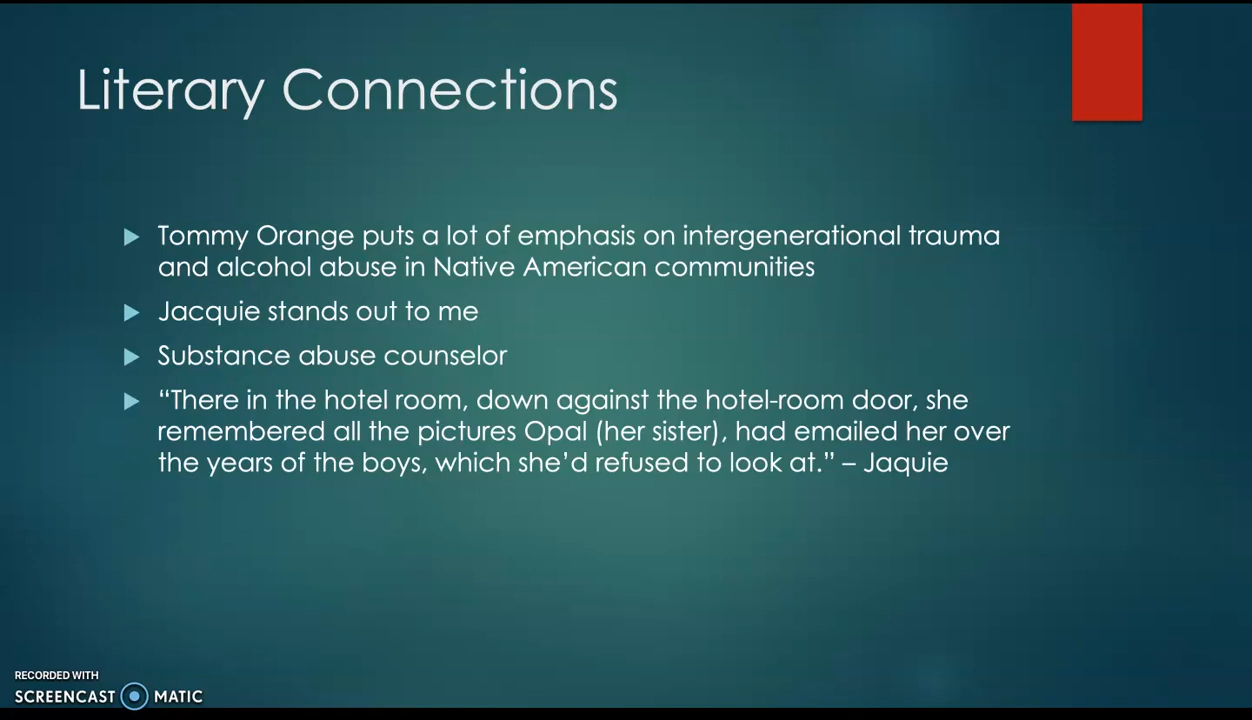 Literary Connections
Tommy Orange puts a lot of emphasis on intergenerational trauma
and alcohol abuse in Native American communities
Jacquie stands out to me
Substance abuse counselor
“There in the hotel room, down against the hotel-room door, she
remembered all the pictures Opal (her sister), had emailed her over
the years of the boys, which she’d refused to look at.” – Jaquie
RECORDED WITH
SCREENCAST MATIC